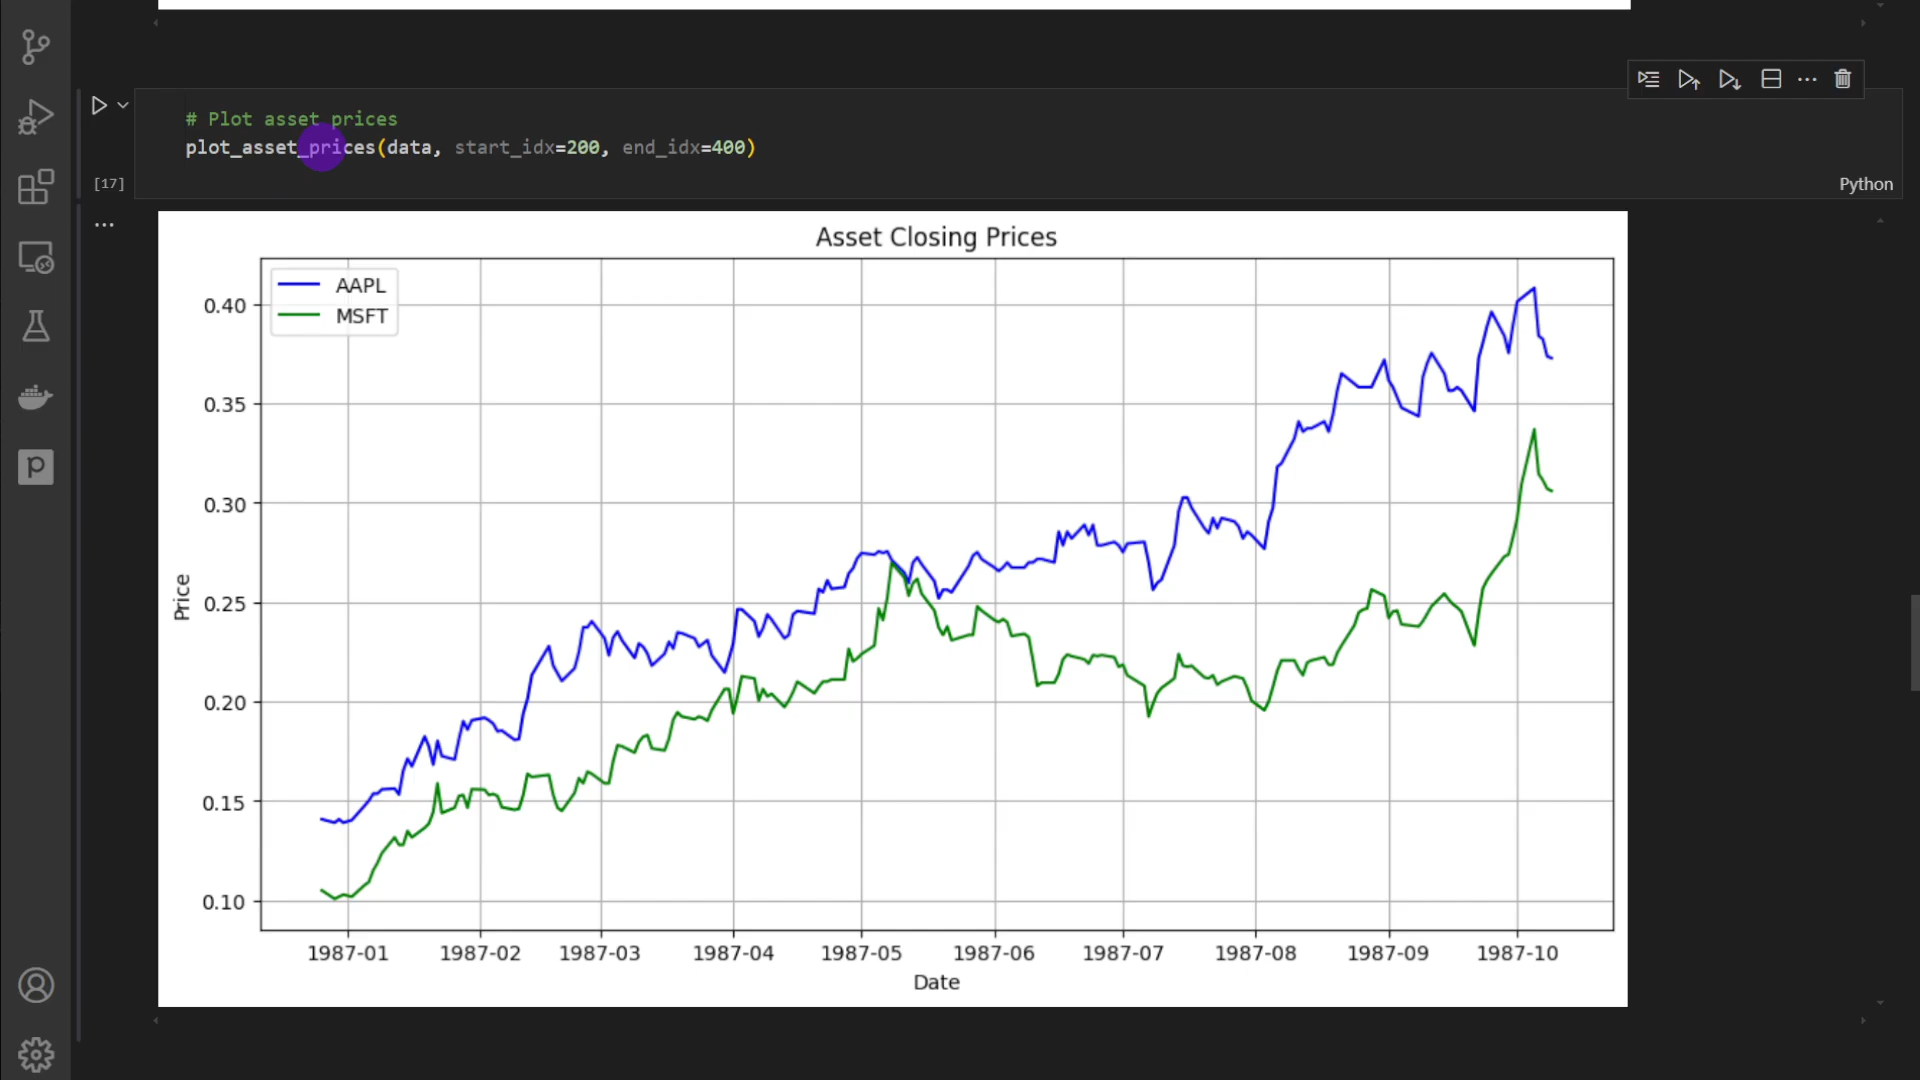 # Plot asset prices
plot_asset_prices(data, start_idx=200, end_idx=400)
[17]
Python
Asset Closing Prices
AAPL
MSFT
0.40
0.35
0.30
0.25
0.20
0.15
0.10
Price
1987-01 1987-02 1987-03 1987-04 1987-05 1987-06 1987-07 1987-08 1987-09 1987-10
Date